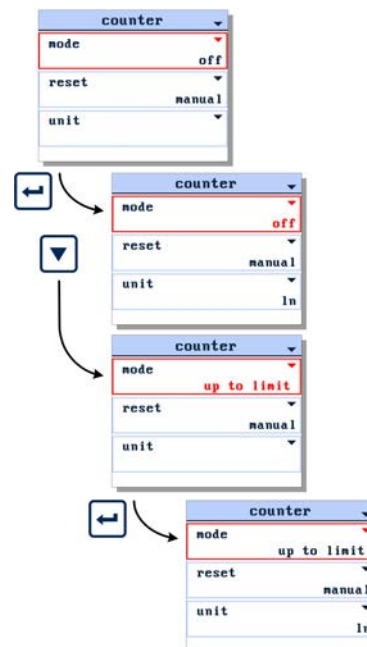 counter
mode
off
reset
manual
unit
counter
mode
off
reset
manual
unit
ln
counter
mode
up to limit
reset
manual
unit
counter
mode
up to limit
reset
manual
unit
ln